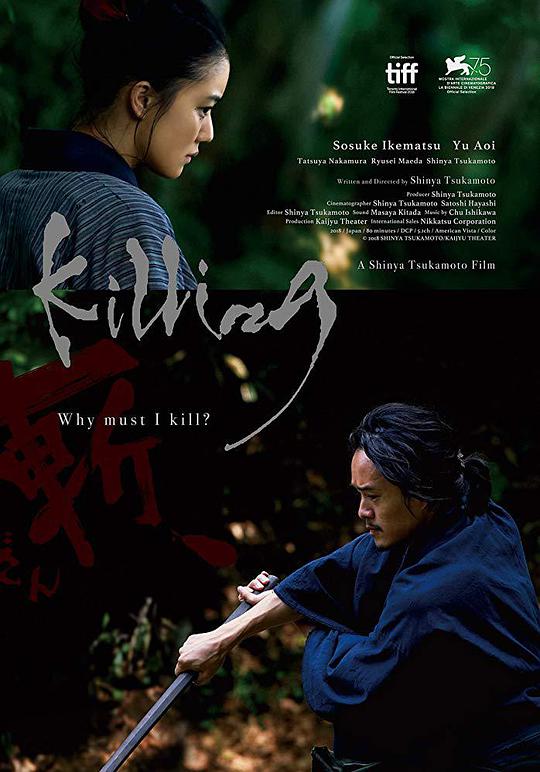 Official Selection
tiff
Toronto International
Film Festival 2018
75
MOSTRA INTERNAZIONALE
D'ARTE CINEMATOGRAFICA
LA BIENNALE DI VENEZIA 2018
Official Selection
Sosuke Ikematsu Yu Aoi
Tatsuya Nakamura Ryusei Maeda Shinya Tsukamoto
Written and Directed by Shinya Tsukamoto
Producer Shinya Tsukamoto
Cinematographer Shinya Tsukamoto Satoshi Hayashi
Editor Shinya Tsukamoto Sound Masaya Kitada Music by Chu Ishikawa
Production Kaijyu Theater International Sales Nikkatsu Corporation
2018 / Japan / 80 minutes / DCP / 5.1ch / American Vista / Color
© 2018 SHINYA TSUKAMOTO/KAIJYU THEATER
A Shinya Tsukamoto Film
Killing
Why must I kill?
斬、
ざん